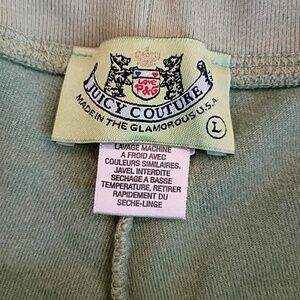 LOVE
P&G
JUICY COUTURE
MADE IN THE GLAMOROUS U.S.A.
L
LAVAGE MACHINE
A FROID AVEC
COULEURS SIMILAIRES.
JAVEL INTERDITE
SECHAGE A BASSE
TEMPERATURE, RETIRER
RAPIDEMENT DU
SECHE-LINGE